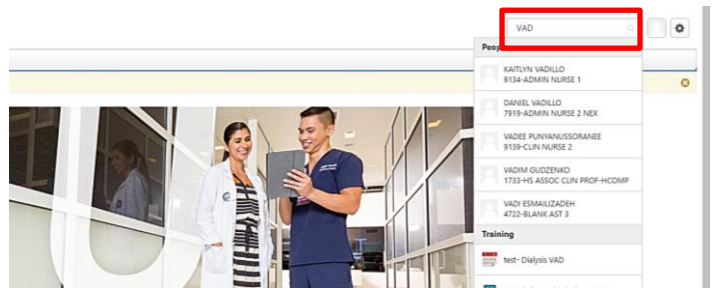 VAD
People
KAITLYN VADILLO
9134-ADMIN NURSE 1
DANIEL VADILLO
7919-ADMIN NURSE 2 NEX
VADEE PUNYANUSSORANEE
9139-CLIN NURSE 2
VADIM GUDZENKO
1733-HS ASSOC CLIN PROF-HCOMP
VADI ESMAILIZADEH
4722-BLANK AST 3
Training
test- Dialysis VAD